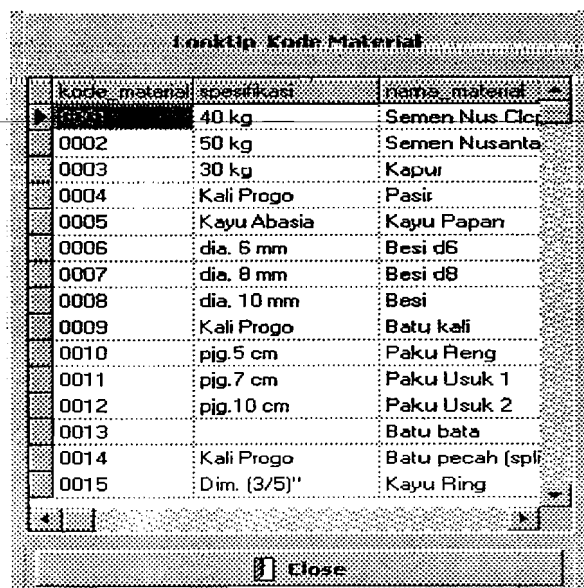 LookUp Kode Material
kode_material spesifikasi nama_material
40 kg Semen Nus
0002 50 kg Semen Nusanta
0003 30 kg Kapur
0004 Kali Progo Pasir
0005 Kayu Abasia Kayu Papan
0006 dia. 6 mm Besi d6
0007 dia. 8 mm Besi d8
0008 dia. 10 mm Besi
0009 Kali Progo Batu kali
0010 pjg.5 cm Paku Reng
0011 pjg.7 cm Paku Usuk 1
0012 pjg.10 cm Paku Usuk 2
0013 Batu bata
0014 Kali Progo Batu pecah (spli
0015 Dim. (3/5)" Kayu Ring
Close